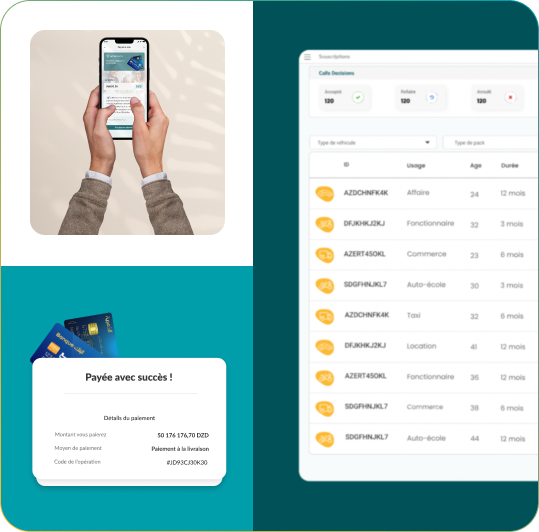 Souscriptions
Calls Decisions
Accepté
120
Refusée
120
Annulé
120
Type de véhicule
Type de pack
ID Usage Age Durée
AZDCHNFK4K Affaire 24 12 mois
DFJKHKJ2KJ Fonctionnaire 32 3 mois
AZERT450KL Commerce 23 6 mois
SDGFHNJKL7 Auto-école 30 3 mois
AZDCHNFK4K Taxi 32 6 mois
DFJKHKJ2KJ Location 41 12 mois
AZERT450KL Fonctionnaire 36 12 mois
SDGFHNJKL7 Commerce 38 6 mois
SDGFHNJKL7 Auto-école 44 12 mois
Payée avec succès !
Détails du paiement
Montant vous paierez 50 176 176,70 DZD
Moyen de paiement Paiement à la livraison
Code de l'opération #JD93CJ30K30